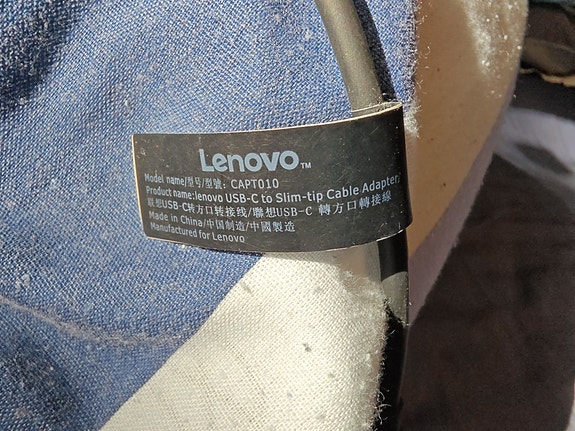 Lenovo™
Model name/型号/型號: CAPT010
Product name:lenovo USB-C to Slim-tip Cable Adapter/
联想USB-C转方口转接线/聯想USB-C 轉方口轉接線
Made in China/中国制造/中國製造
Manufactured for Lenovo